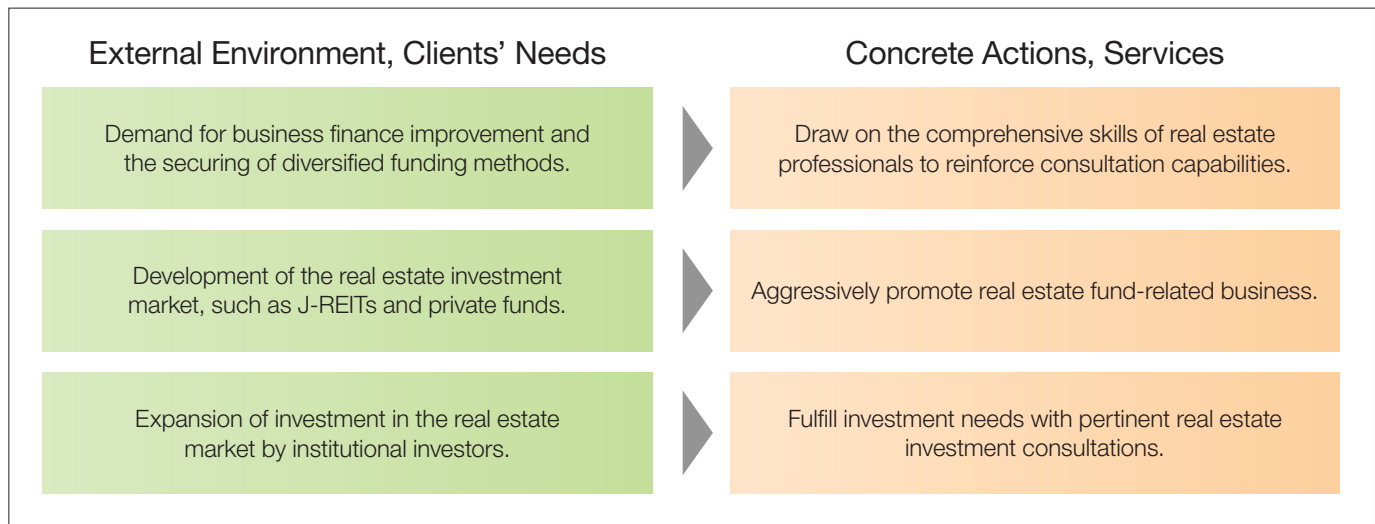 External Environment, Clients’ Needs
Concrete Actions, Services
Demand for business finance improvement and
the securing of diversified funding methods.
Draw on the comprehensive skills of real estate
professionals to reinforce consultation capabilities.
Development of the real estate investment
market, such as J-REITs and private funds.
Aggressively promote real estate fund-related business.
Expansion of investment in the real estate
market by institutional investors.
Fulfill investment needs with pertinent real estate
investment consultations.